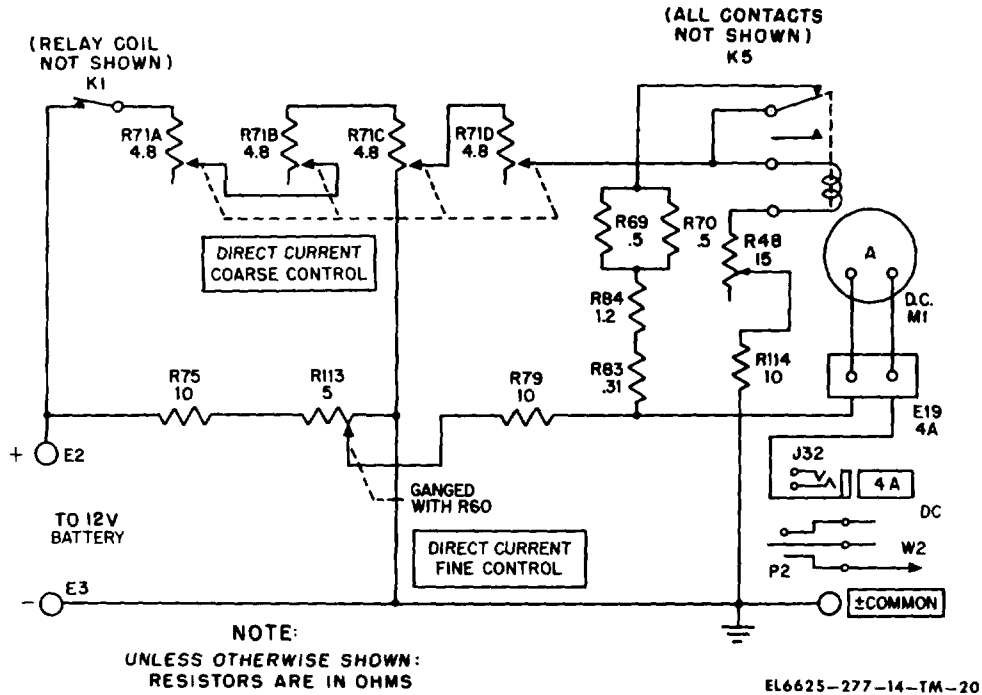 (ALL CONTACTS
NOT SHOWN)
K5
(RELAY COIL
NOT SHOWN)
K1
R71A
4.8
R71B
4.8
R71C
4.8
R71D
4.8
R69
.5
R70
.5
R48
15
A
D.C.
M1
DIRECT CURRENT
COARSE CONTROL
R84
1.2
R83
.31
R114
10
R75
10
R113
5
R79
10
E19
4A
+ E2
J32
4A
GANGED
WITH R60
DC
TO 12V
BATTERY
DIRECT CURRENT
FINE CONTROL
W2
P2
- E3
±COMMON
NOTE:
UNLESS OTHERWISE SHOWN:
RESISTORS ARE IN OHMS
EL6625-277-14-TM-20